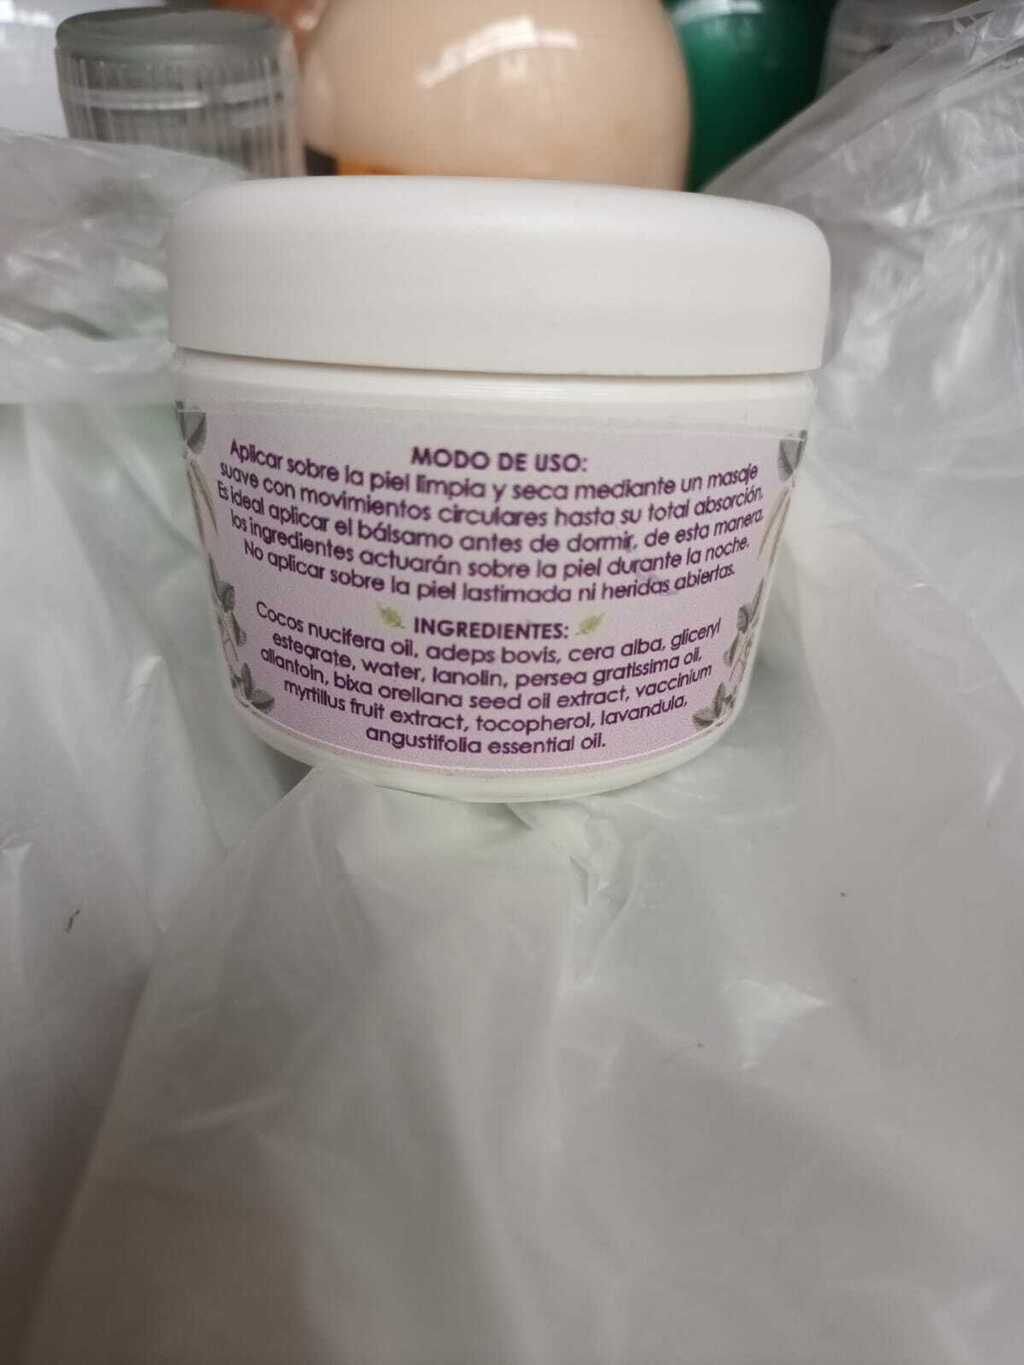 MODO DE USO:
Aplicar sobre la piel limpia y seca mediante un masaje
suave con movimientos circulares hasta su total absorción.
Es ideal aplicar el bálsamo antes de dormir, de esta manera,
los ingredientes actuarán sobre la piel durante la noche.
No aplicar sobre la piel lastimada ni heridas abiertas.
INGREDIENTES:
Cocos nucifera oil, adeps bovis, cera alba, gliceryl
estegrate, water, lanolin, persea gratissima oil,
allantoin, bixa orellana seed oil extract, vaccinium
myrtillus fruit extract, tocopherol, lavandula,
angustifolia essential oil.